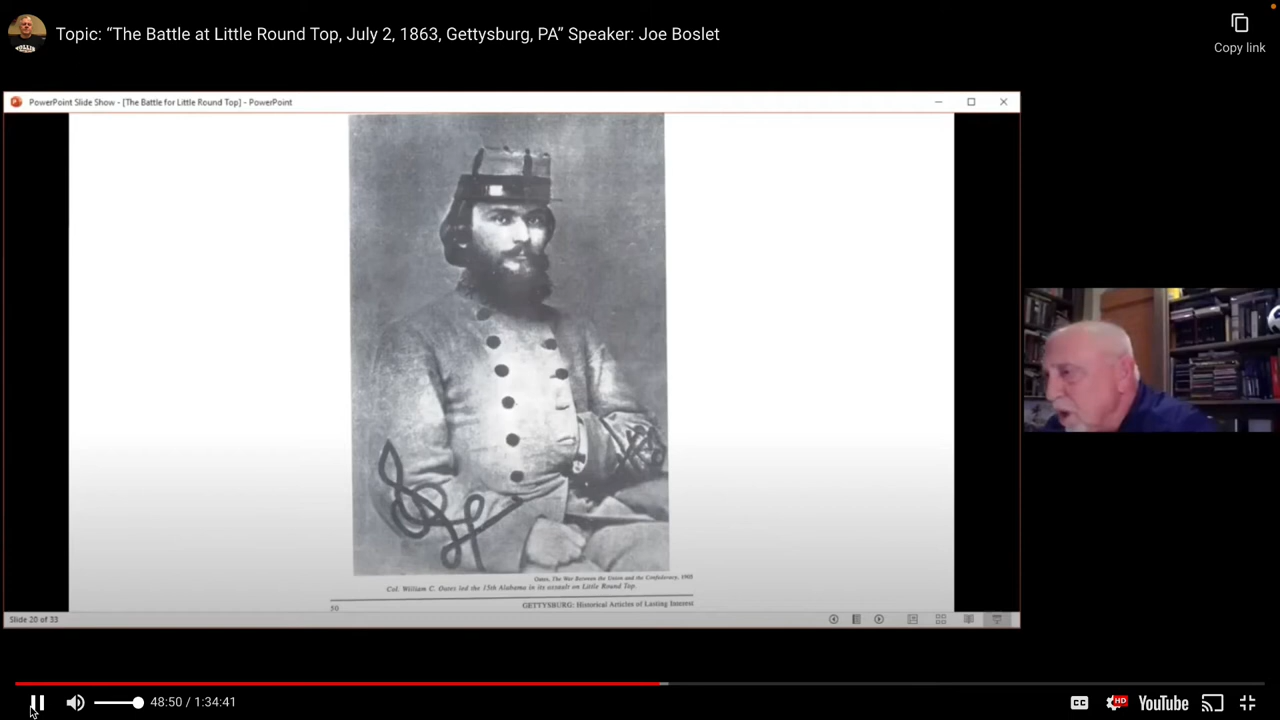 Topic: “The Battle at Little Round Top, July 2, 1863, Gettysburg, PA” Speaker: Joe Boslet
Copy link
PowerPoint Slide Show - [The Battle for Little Round Top] - PowerPoint
Oates, The War Between the Union and the Confederacy, 1905
Col. William C. Oates led the 15th Alabama in its assault on Little Round Top.
50
GETTYSBURG: Historical Articles of Lasting Interest
Slide 20 of 33
48:50 / 1:34:41
CC
HD
YouTube